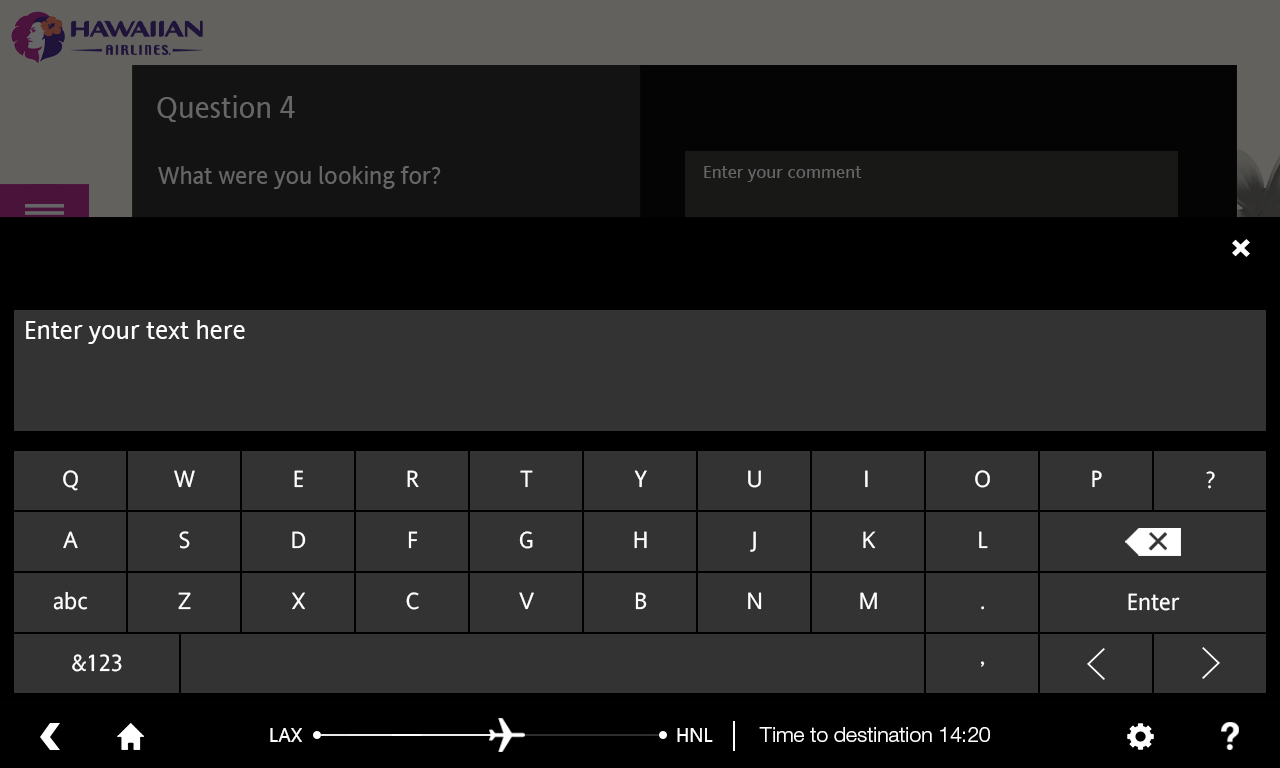 HAWAIIAN
AIRLINES.
Question 4
What were you looking for?
Enter your comment
Enter your text here
Q W E R T Y U I O P ?
A S D F G H J K L
abc Z X C V B N M . Enter
&123 ,
LAX HNL Time to destination 14:20